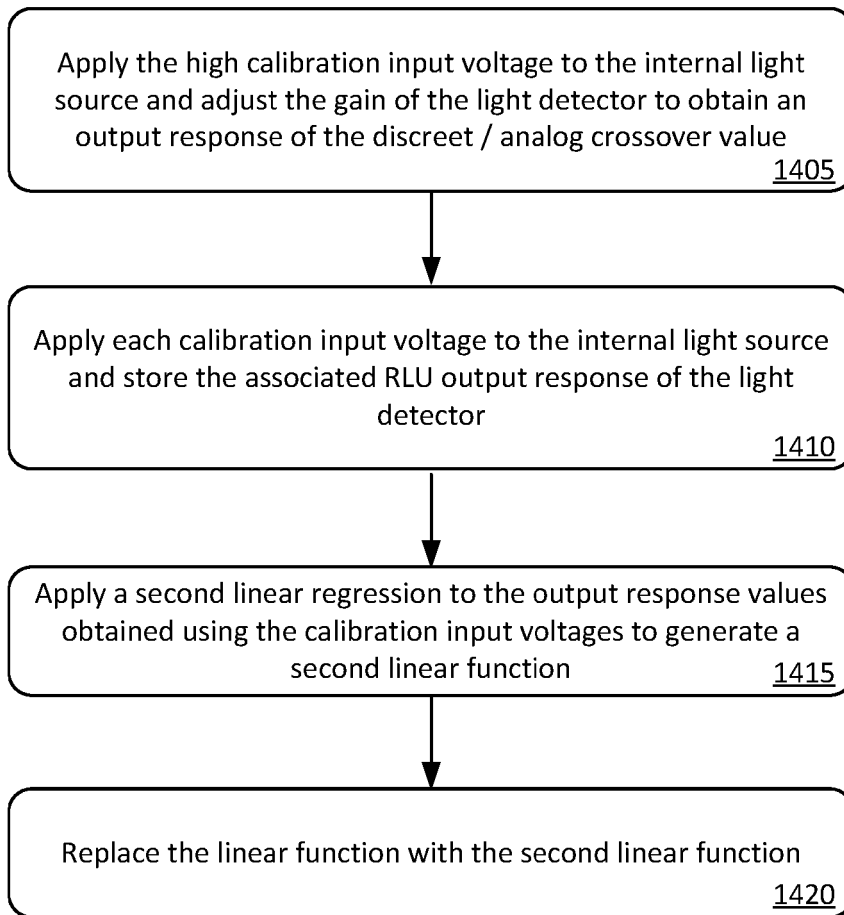 Apply the high calibration input voltage to the internal light
source and adjust the gain of the light detector to obtain an
output response of the discreet / analog crossover value
1405
Apply each calibration input voltage to the internal light source
and store the associated RLU output response of the light
detector
1410
Apply a second linear regression to the output response values
obtained using the calibration input voltages to generate a
second linear function
1415
Replace the linear function with the second linear function
1420